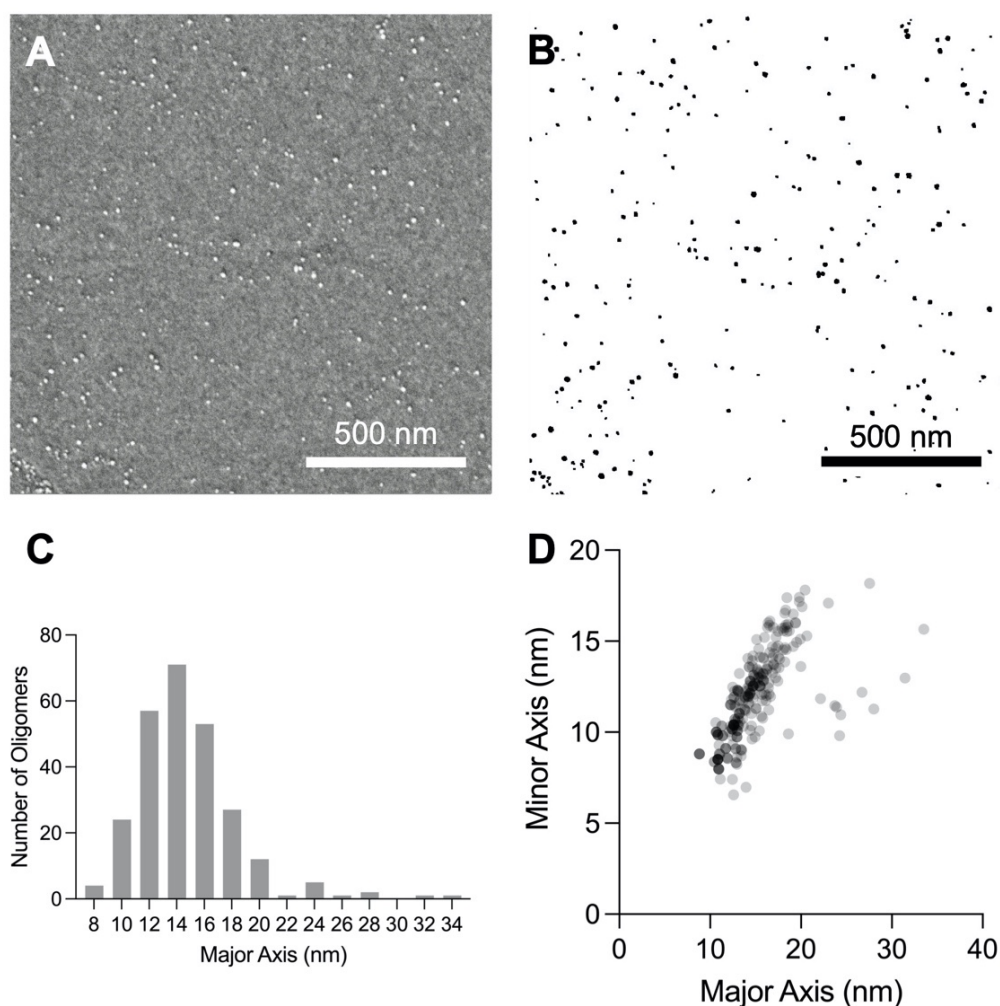 A
500 nm
B
500 nm
C
80
60
40
20
0
Number of Oligomers
8 10 12 14 16 18 20 22 24 26 28 30 32 34
Major Axis (nm)
D
20
15
10
5
0
Minor Axis (nm)
0 10 20 30 40
Major Axis (nm)